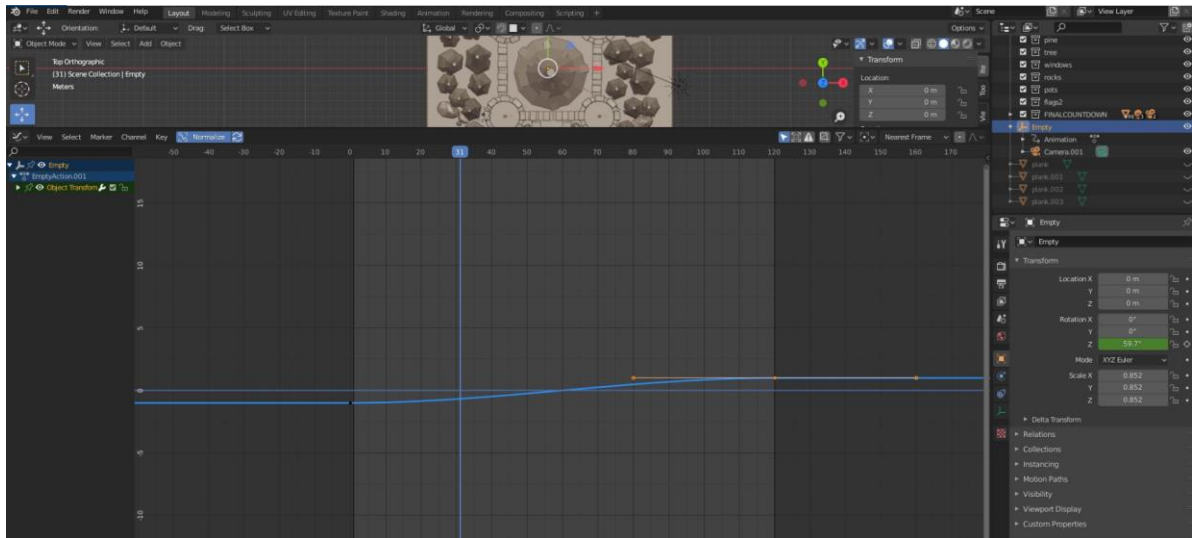 File Edit Render Window Help Layout Modeling Sculpting UV Editing Texture Paint Shading Animation Rendering Compositing Scripting + Scene View Layer
Orientation: Default Drag: Select Box Global Options
Object Mode View Select Add Object
Top Orthographic
(31) Scene Collection | Empty
Meters
Transform
Location
X 0 m
Y 0 m
Z 0 m
pine
tree
windows
rocks
pots
flags2
FINALCOUNTDOWN
Empty
Animation
Camera.001
plank
plank.001
plank.002
plank.003
View Select Marker Channel Key Normalize Nearest Frame
-50 -40 -30 -20 -10 0 10 20 31 40 50 60 70 80 90 100 110 120 130 140 150 160 170
Empty
EmptyAction.001
Object Transfom
15
10
5
0
-5
-10
Empty
Empty
Transform
Location X 0 m
Y 0 m
Z 0 m
Rotation X 0°
Y 0°
Z 59.7°
Mode XYZ Euler
Scale X 0.852
Y 0.852
Z 0.852
Delta Transform
Relations
Collections
Instancing
Motion Paths
Visibility
Viewport Display
Custom Properties